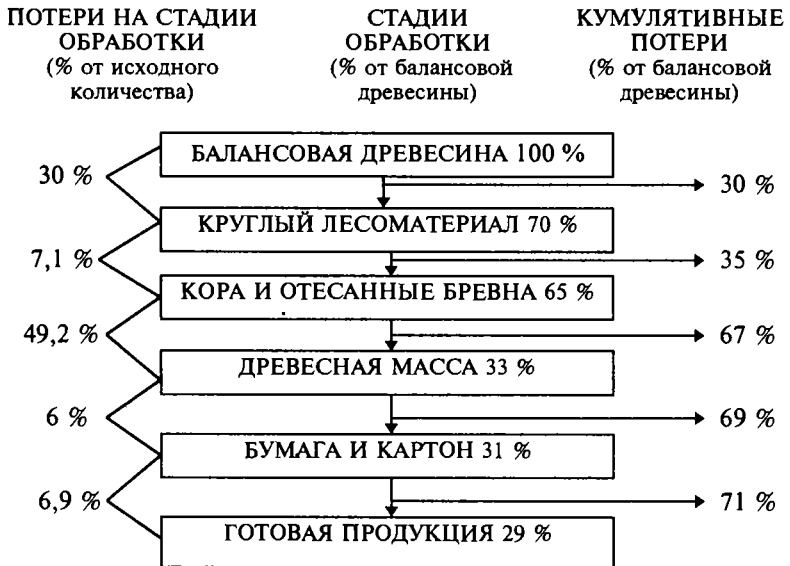 ПОТЕРИ НА СТАДИИ
ОБРАБОТКИ
(% от исходного
количества)
СТАДИИ
ОБРАБОТКИ
(% от балансовой
древесины)
КУМУЛЯТИВНЫЕ
ПОТЕРИ
(% от балансовой
древесины)
БАЛАНСОВАЯ ДРЕВЕСИНА 100 %
30 %
30 %
КРУГЛЫЙ ЛЕСОМАТЕРИАЛ 70 %
7,1 %
35 %
КОРА И ОТЕСАННЫЕ БРЕВНА 65 %
49,2 %
67 %
ДРЕВЕСНАЯ МАССА 33 %
6 %
69 %
БУМАГА И КАРТОН 31 %
6,9 %
71 %
ГОТОВАЯ ПРОДУКЦИЯ 29 %